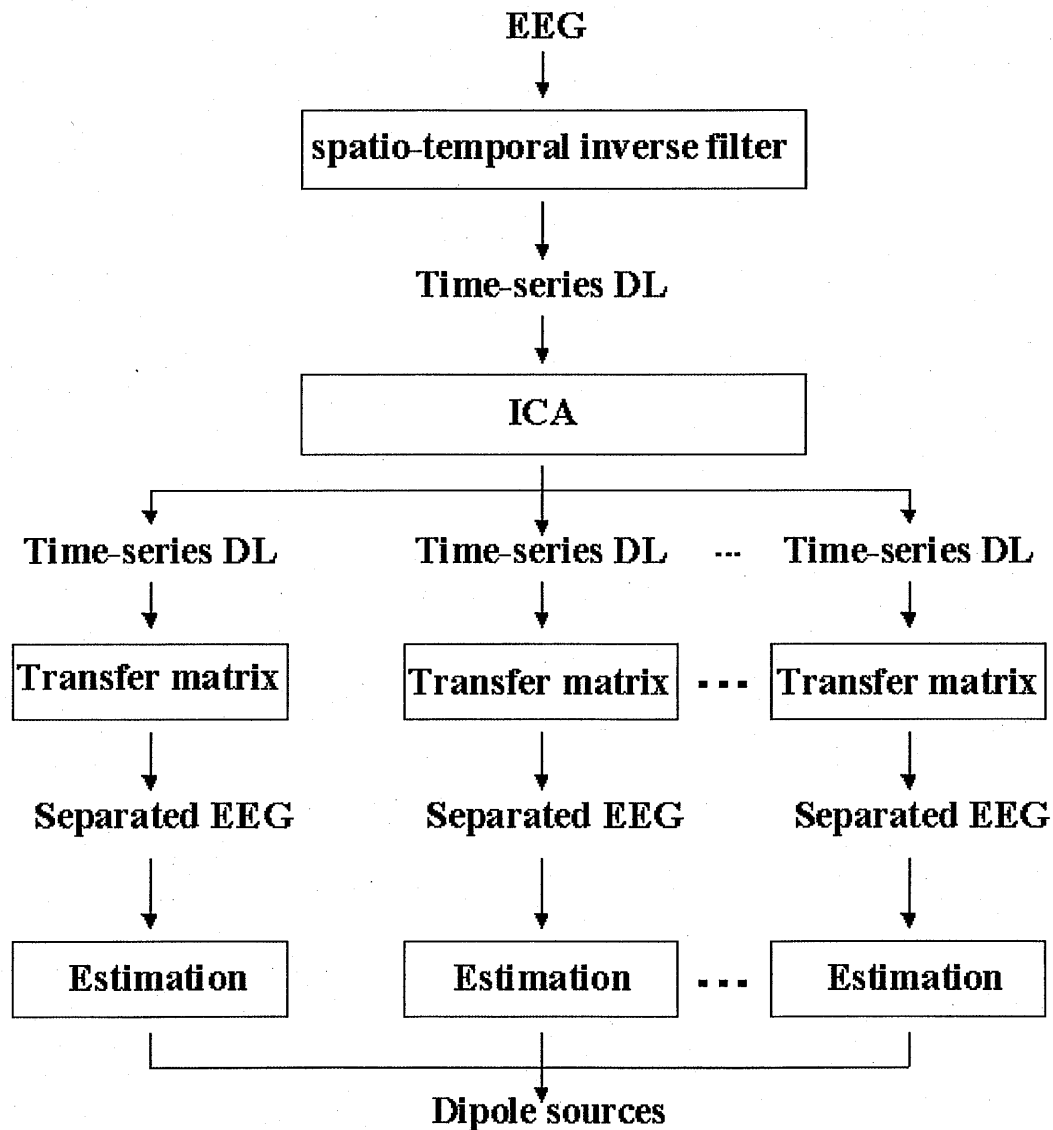 EEG
spatio-temporal inverse filter
Time-series DL
ICA
Time-series DL Time-series DL ... Time-series DL
Transfer matrix Transfer matrix ... Transfer matrix
Separated EEG Separated EEG Separated EEG
Estimation Estimation ... Estimation
Dipole sources